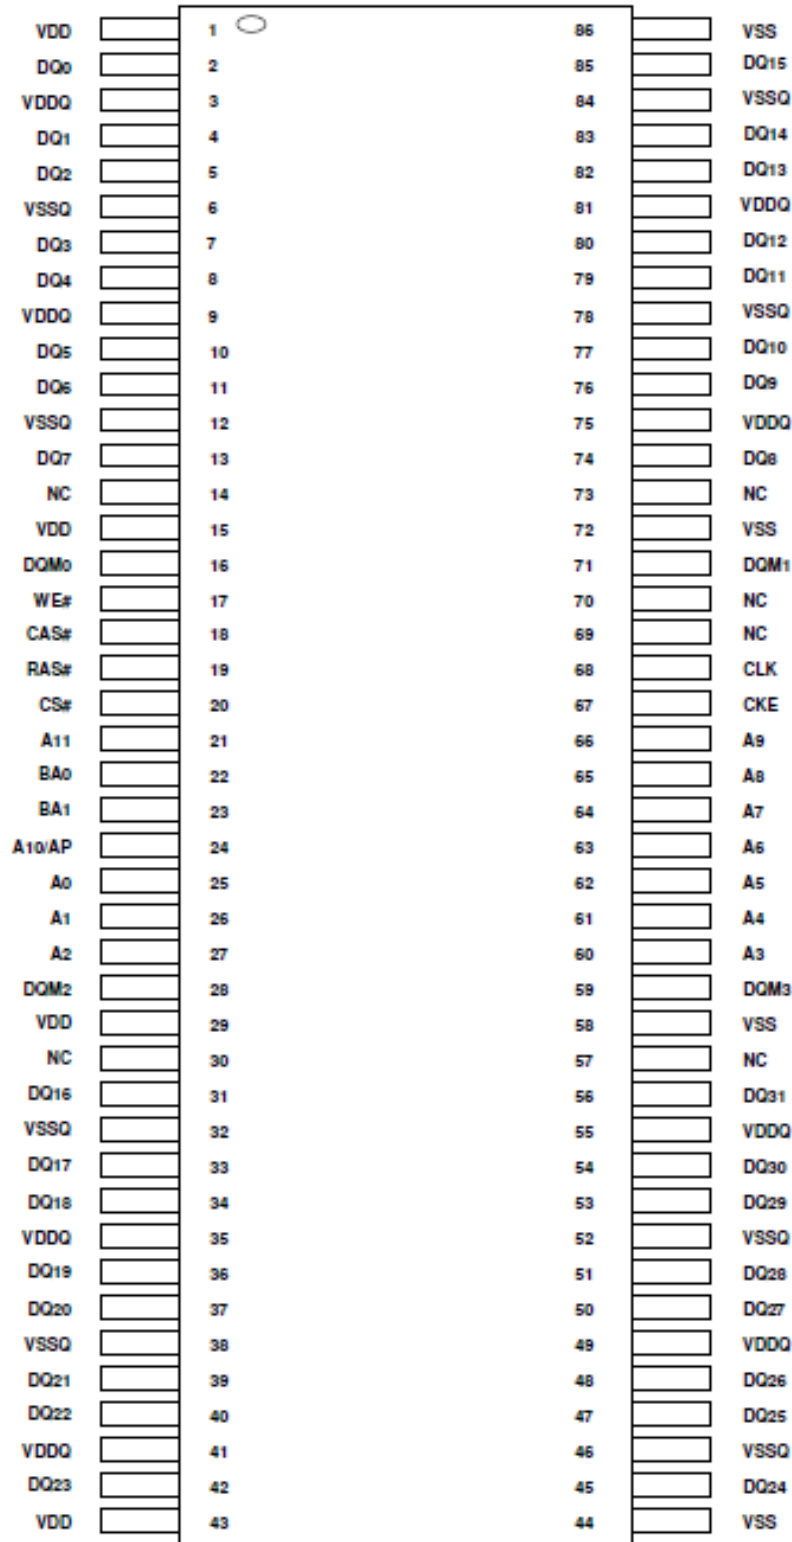 VDD 1 86 VSS
DQ0 2 85 DQ15
VDDQ 3 84 VSSQ
DQ1 4 83 DQ14
DQ2 5 82 DQ13
VSSQ 6 81 VDDQ
DQ3 7 80 DQ12
DQ4 8 79 DQ11
VDDQ 9 78 VSSQ
DQ5 10 77 DQ10
DQ6 11 76 DQ9
VSSQ 12 75 VDDQ
DQ7 13 74 DQ8
NC 14 73 NC
VDD 15 72 VSS
DQM0 16 71 DQM1
WE# 17 70 NC
CAS# 18 69 NC
RAS# 19 68 CLK
CS# 20 67 CKE
A11 21 66 A9
BA0 22 65 A8
BA1 23 64 A7
A10/AP 24 63 A6
A0 25 62 A5
A1 26 61 A4
A2 27 60 A3
DQM2 28 59 DQM3
VDD 29 58 VSS
NC 30 57 NC
DQ16 31 56 DQ31
VSSQ 32 55 VDDQ
DQ17 33 54 DQ30
DQ18 34 53 DQ29
VDDQ 35 52 VSSQ
DQ19 36 51 DQ28
DQ20 37 50 DQ27
VSSQ 38 49 VDDQ
DQ21 39 48 DQ26
DQ22 40 47 DQ25
VDDQ 41 46 VSSQ
DQ23 42 45 DQ24
VDD 43 44 VSS